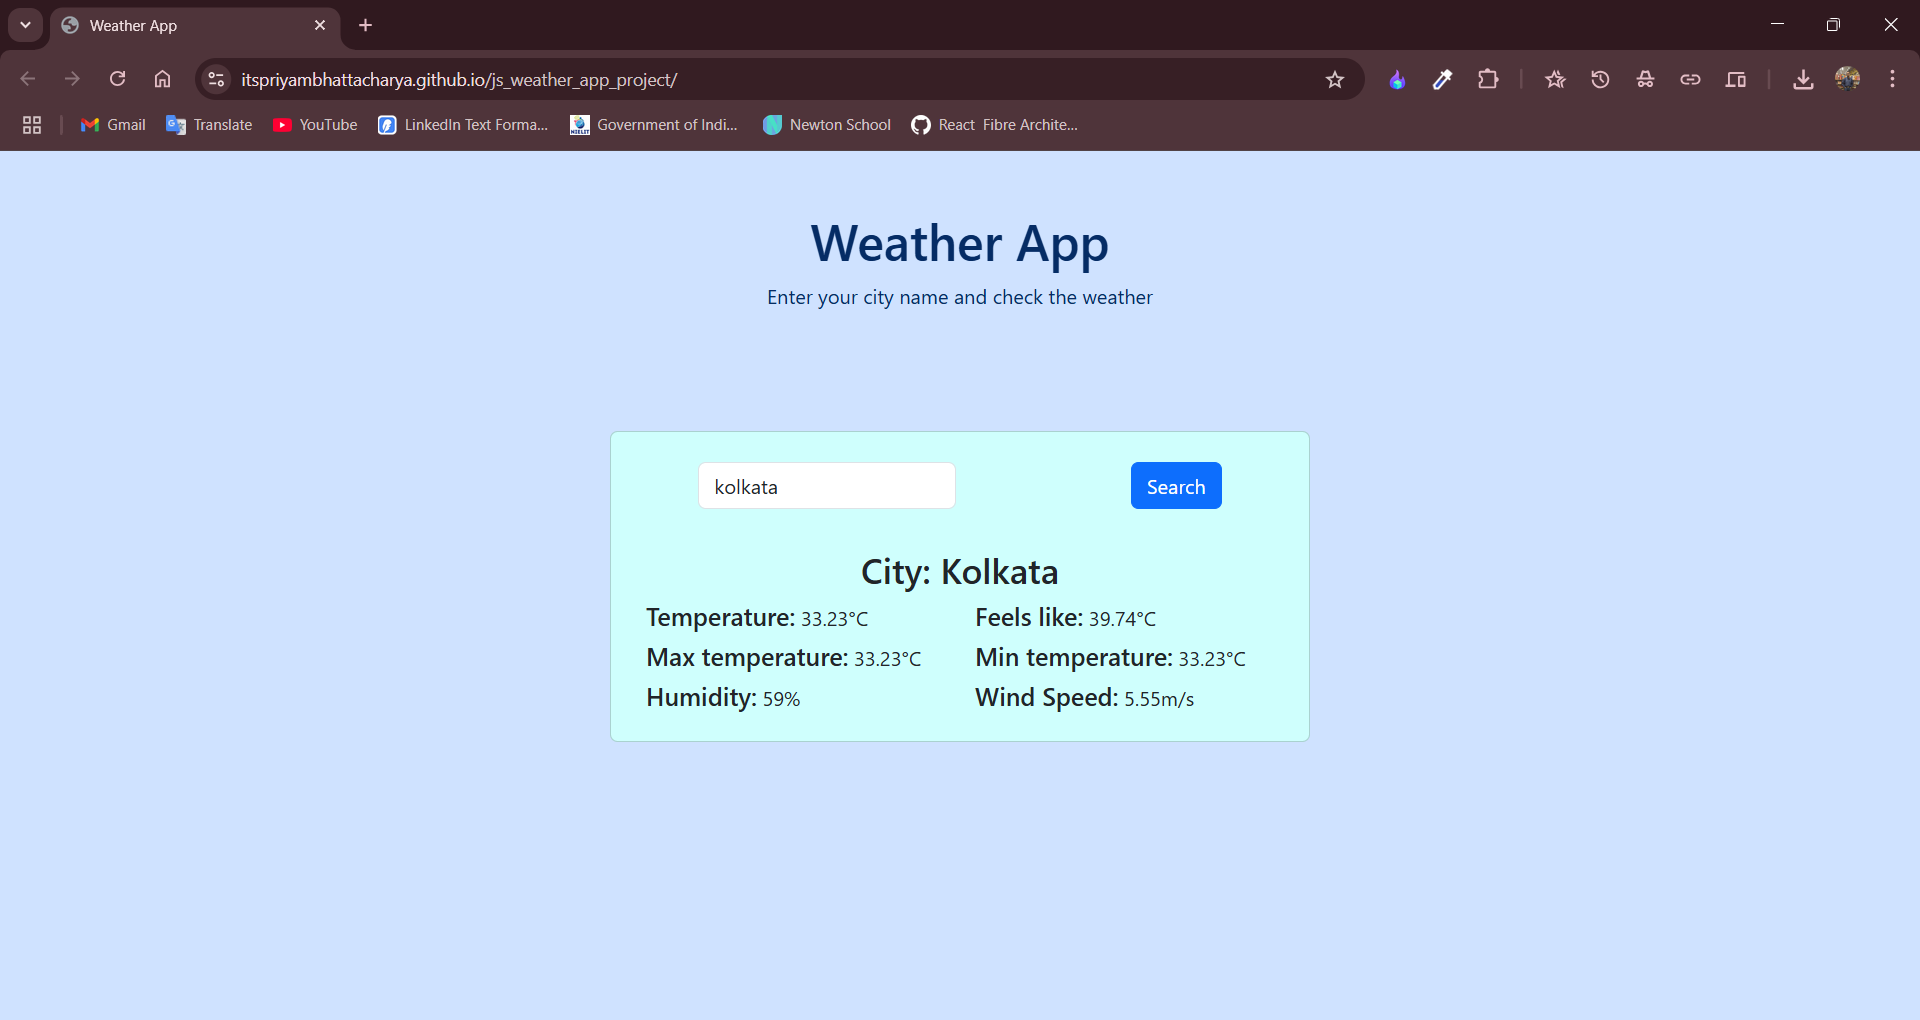 Weather App
itspriyambhattacharya.github.io/js_weather_app_project/
Gmail Translate YouTube LinkedIn Text Forma... Government of Indi... Newton School React Fibre Archite...
Weather App
Enter your city name and check the weather
kolkata Search
City: Kolkata
Temperature: 33.23°C Feels like: 39.74°C
Max temperature: 33.23°C Min temperature: 33.23°C
Humidity: 59% Wind Speed: 5.55m/s